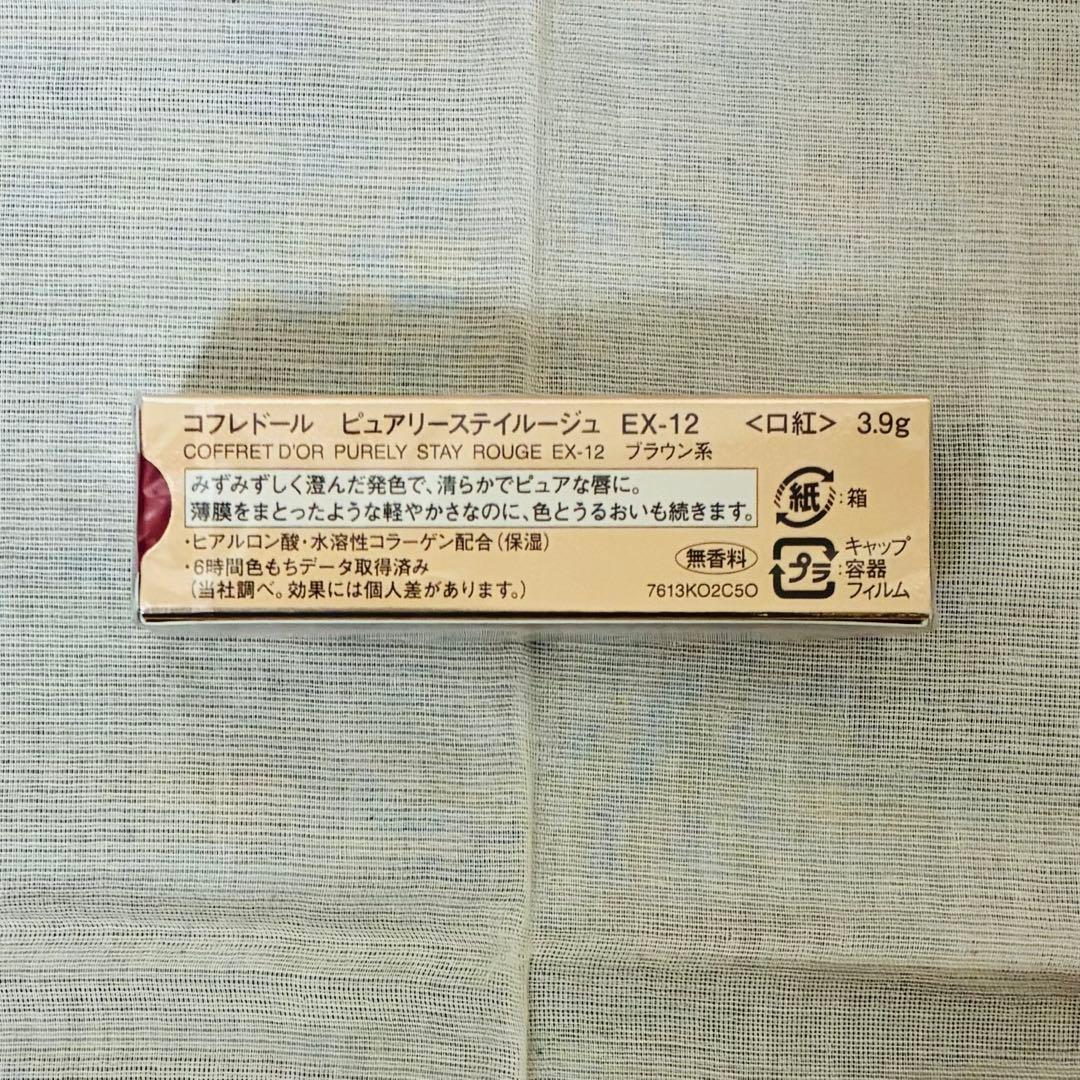 コフレドール ピュアリーステイルージュ EX-12 <口紅> 3.9g
COFFRET D'OR PURELY STAY ROUGE EX-12 ブラウン系
みずみずしく澄んだ発色で、清らかでピュアな唇に。
薄膜をまとったような軽やかさなのに、色とうるおいも続きます。
・ヒアルロン酸・水溶性コラーゲン配合(保湿)
・6時間色もちデータ取得済み
(当社調べ。効果には個人差があります。)
無香料
7613KO2C5O
紙:箱
プラ:キャップ
容器
フィルム